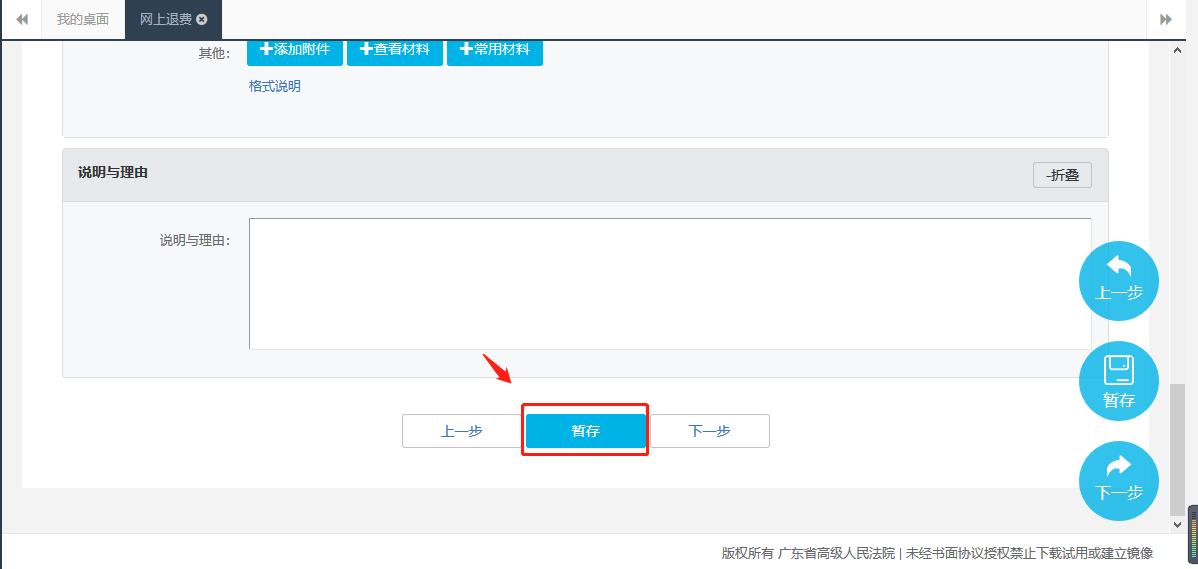 我的桌面 网上退费
其他： 添加附件 查看材料 常用材料
格式说明
说明与理由 -折叠
说明与理由：
上一步
暂存
上一步 暂存 下一步
下一步
版权所有 广东省高级人民法院 | 未经书面协议授权禁止下载试用或建立镜像